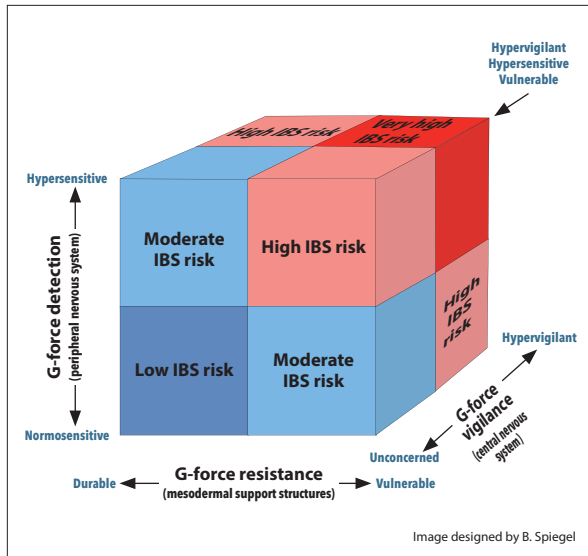 Hypervigilant
Hypersensitive
Vulnerable
High IBS risk
Very high
IBS risk
Hypersensitive
Moderate
IBS risk
High IBS risk
G-force detection
(peripheral nervous system)
High
IBS
risk
Low IBS risk
Moderate
IBS risk
Hypervigilant
G-force
vigilance
(central nervous
system)
Normosensitive
Unconcerned
Durable
G-force resistance
(mesodermal support structures)
Vulnerable
Image designed by B. Spiegel